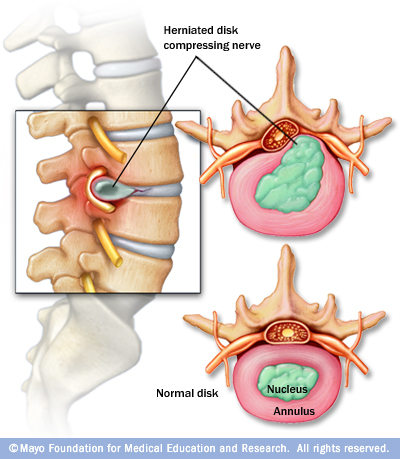 Herniated disk
compressing nerve
Normal disk
Nucleus
Annulus
© Mayo Foundation for Medical Education and Research. All rights reserved.